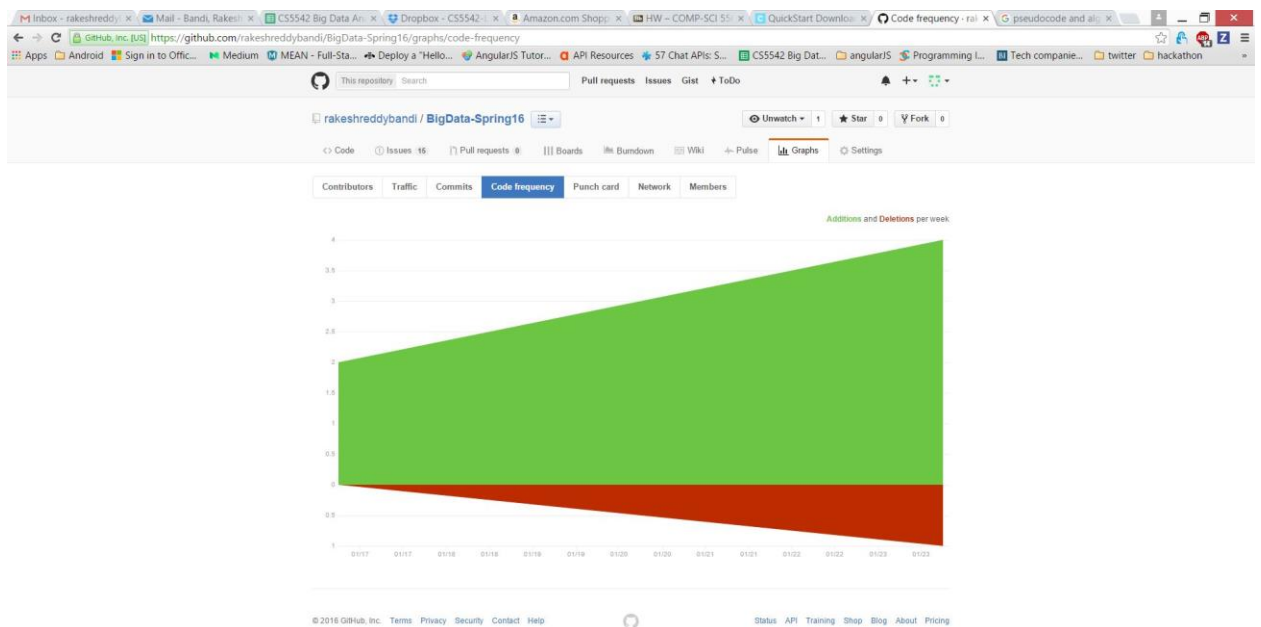 Inbox - rakeshreddy Mail - Bandi, Rakesh CS5542 Big Data An Dropbox - CS5542- Amazon.com Shopp HW – COMP-SCI 55 QuickStart Downloa Code frequency · rak pseudocode and alg
GitHub, Inc. [US] https://github.com/rakeshreddybandi/BigData-Spring16/graphs/code-frequency
Apps Android Sign in to Offic... Medium MEAN - Full-Sta... Deploy a "Hello... AngularJS Tutor... API Resources 57 Chat APIs: S... CS5542 Big Dat... angularJS Programming I... Tech companie... twitter hackathon »
This repository Search Pull requests Issues Gist ToDo
rakeshreddybandi / BigData-Spring16 Unwatch 1 Star 0 Fork 0
Code Issues 15 Pull requests 0 Boards Burndown Wiki Pulse Graphs Settings
Contributors Traffic Commits Code frequency Punch card Network Members
Additions and Deletions per week
4
3.5
3
2.5
2
1.5
1
0.5
0
0.5
1
01/17 01/17 01/18 01/18 01/19 01/19 01/20 01/20 01/21 01/21 01/22 01/22 01/23 01/23
© 2016 GitHub, Inc. Terms Privacy Security Contact Help Status API Training Shop Blog About Pricing